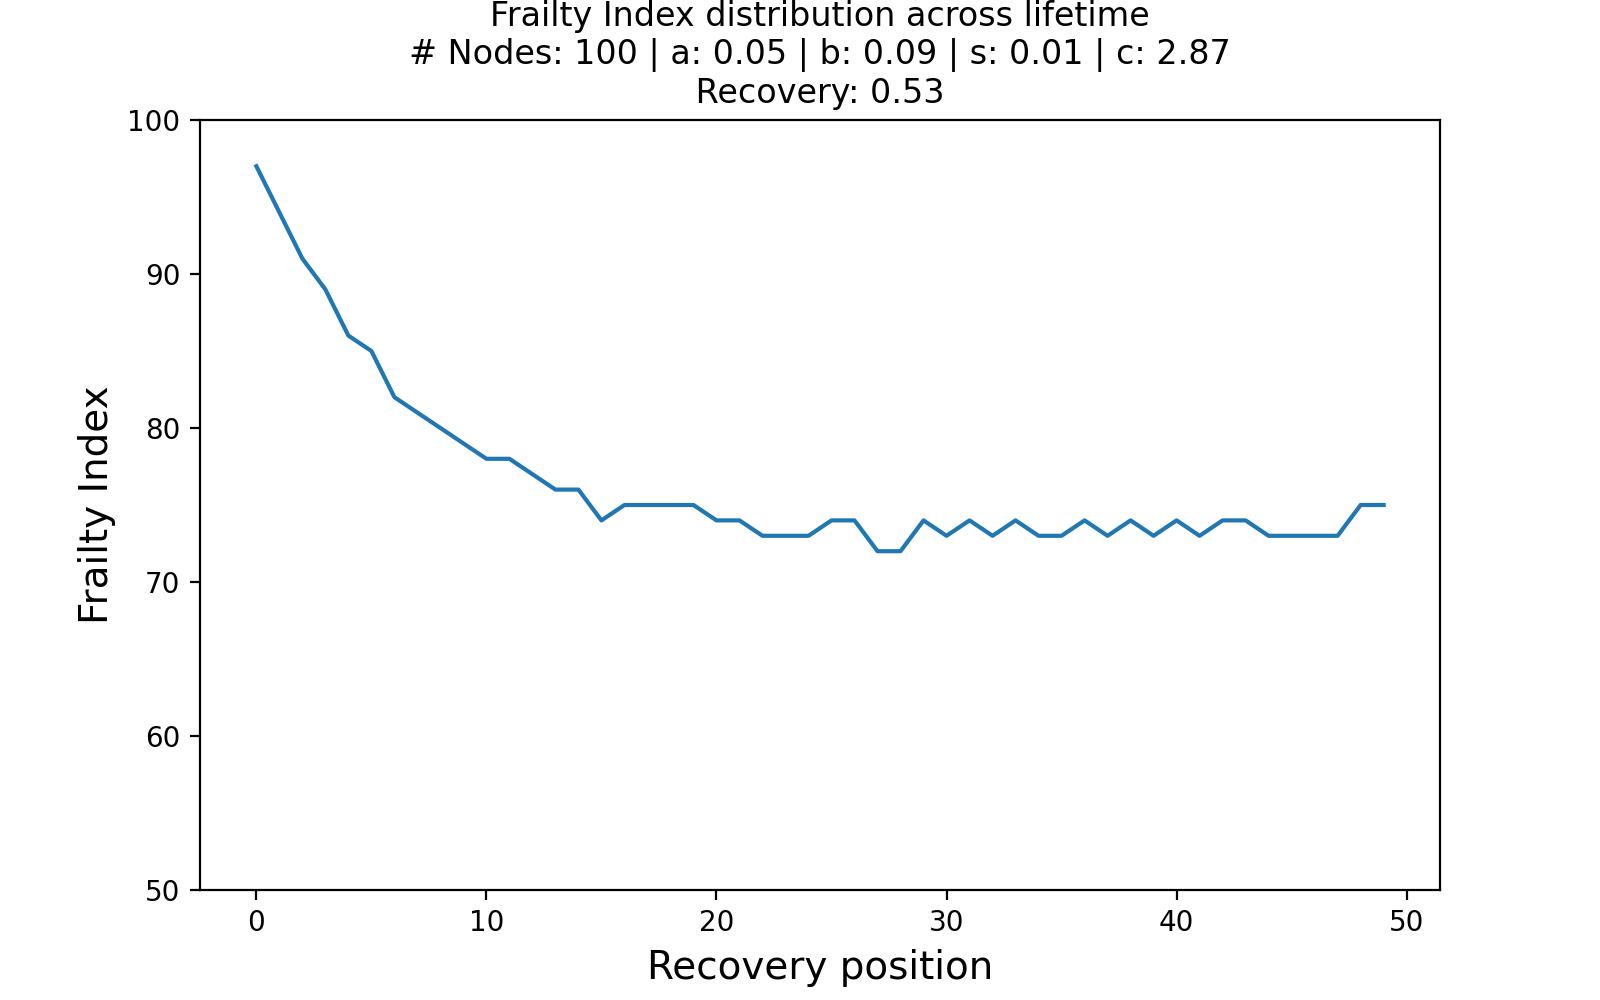 Frailty Index distribution across lifetime
# Nodes: 100 | a: 0.05 | b: 0.09 | s: 0.01 | c: 2.87
Recovery: 0.53
100
90
80
70
60
50
Frailty Index
0 10 20 30 40 50
Recovery position